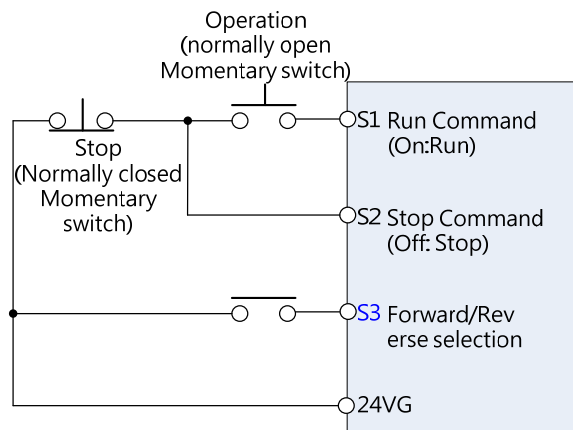 Operation
(normally open
Momentary switch)
Stop
(Normally closed
Momentary
switch)
S1 Run Command
(On:Run)
S2 Stop Command
(Off: Stop)
S3 Forward/Rev
erse selection
24VG